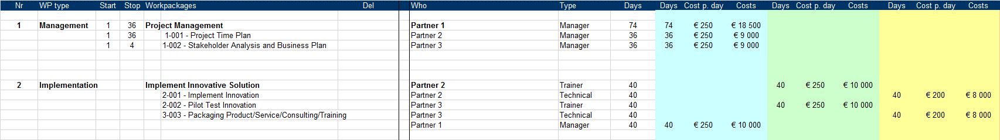 Nr WP type Start Stop Workpackages Del Who Type Days Days Cost p. day Costs Days Cost p. day Costs Days Cost p. day Costs
1 Management 1 36 Project Management Partner 1 Manager 74 74 € 250 € 18 500
1 36 1-001 - Project Time Plan Partner 2 Manager 36 36 € 250 € 9 000
1 4 1-002 - Stakeholder Analysis and Business Plan Partner 3 Manager 36 36 € 250 € 9 000
2 Implementation Implement Innovative Solution Partner 2 Trainer 40 40 € 250 € 10 000
2-001 - Implement Innovation Partner 2 Technical 40 40 € 200 € 8 000
2-002 - Pilot Test Innovation Partner 3 Trainer 40 40 € 250 € 10 000
3-003 - Packaging Product/Service/Consulting/Training Partner 3 Technical 40 40 € 200 € 8 000
Partner 1 Manager 40 40 € 250 € 10 000